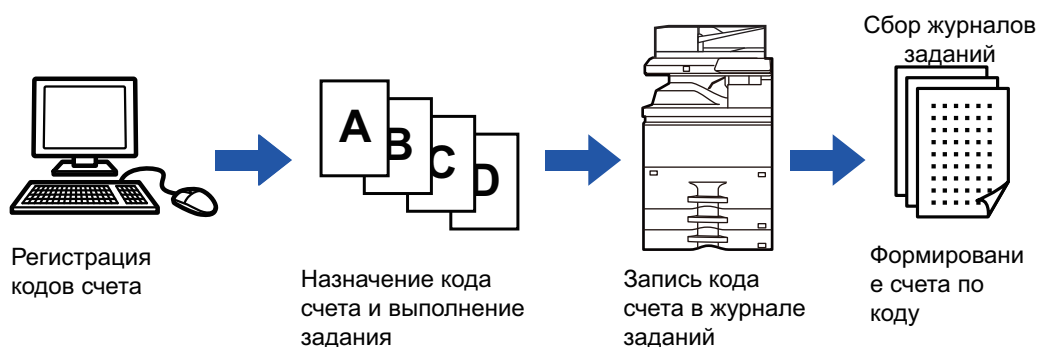 Сбор журналов
заданий
A
B
C
D
Регистрация
кодов счета
Назначение кода
счета и выполнение
задания
Запись кода
счета в журнале
заданий
Формировани
е счета по
коду